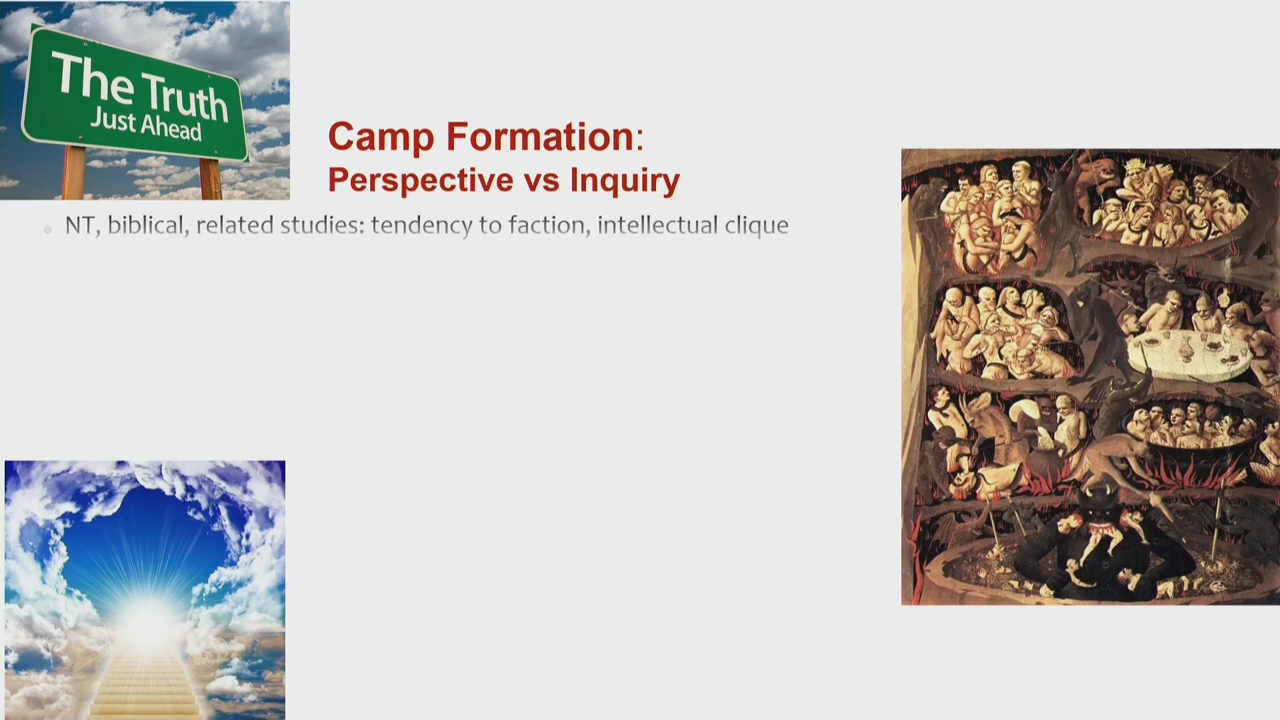 The Truth
Just Ahead
Camp Formation:
Perspective vs Inquiry
NT, biblical, related studies: tendency to faction, intellectual clique